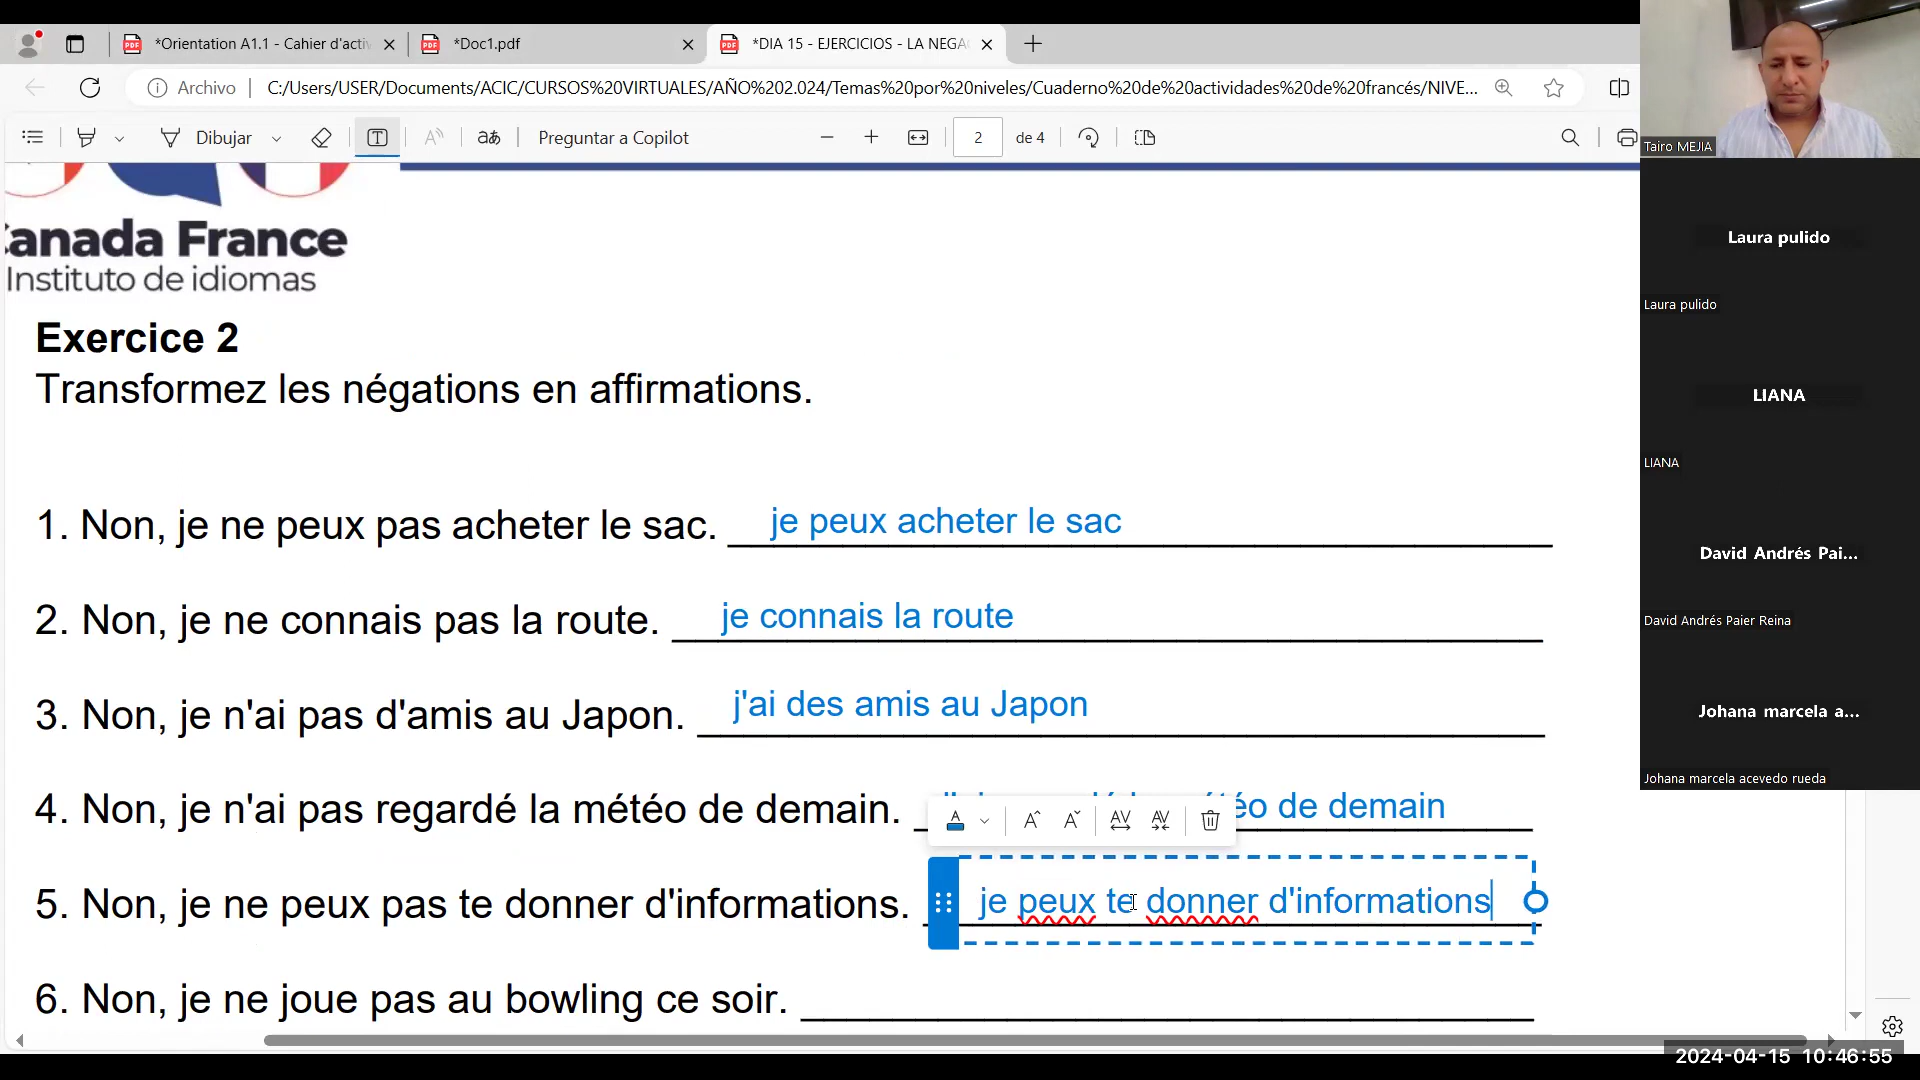 *Orientation A1.1 - Cahier d'acti
*Doc1.pdf
*DIA 15 - EJERCICIOS - LA NEGA
Archivo
C:/Users/USER/Documents/ACIC/CURSOS%20VIRTUALES/AÑO%202.024/Temas%20por%20niveles/Cuaderno%20de%20actividades%20de%20francés/NIVE...
Dibujar
aあ
Preguntar a Copilot
2 de 4
Tairo MEJIA
anada France
Instituto de idiomas
Laura pulido
Laura pulido
LIANA
LIANA
David Andrés Pai...
David Andrés Paier Reina
Johana marcela a...
Johana marcela acevedo rueda
Exercice 2
Transformez les négations en affirmations.
1. Non, je ne peux pas acheter le sac. je peux acheter le sac
2. Non, je ne connais pas la route. je connais la route
3. Non, je n'ai pas d'amis au Japon. j'ai des amis au Japon
4. Non, je n'ai pas regardé la météo de demain. éo de demain
5. Non, je ne peux pas te donner d'informations. je peux te donner d'informations
6. Non, je ne joue pas au bowling ce soir.
2024-04-15 10:46:55